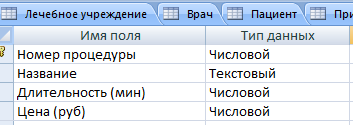 Лечебное учреждение Врач Пациент При
Имя поля Тип данных
Номер процедуры Числовой
Название Текстовый
Длительность (мин) Числовой
Цена (руб) Числовой